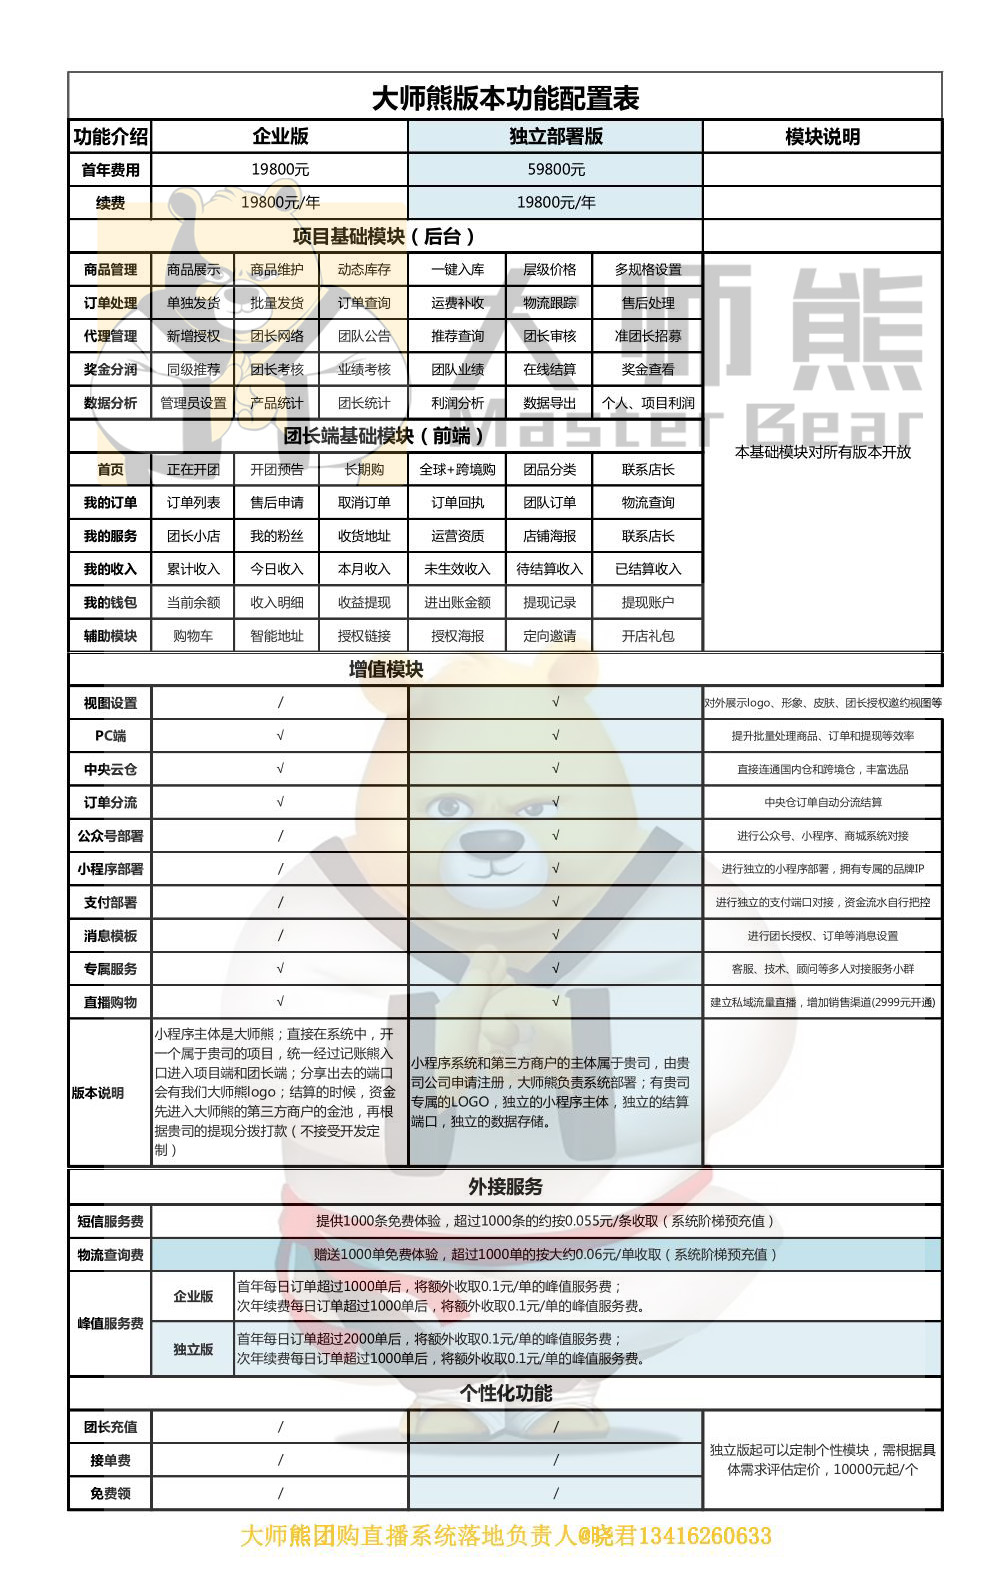 大师熊版本功能配置表
功能介绍 企业版 独立部署版 模块说明
首年费用 19800元 59800元
续费 19800元/年 19800元/年
项目基础模块（后台）
商品管理 商品展示 商品维护 动态库存 一键入库 层级价格 多规格设置
订单处理 单独发货 批量发货 订单查询 运费补收 物流跟踪 售后处理
代理管理 新增授权 团长网络 团队公告 推荐查询 团长审核 准团长招募
奖金分润 同级推荐 团长考核 业绩考核 团队业绩 在线结算 奖金查看
数据分析 管理员设置 产品统计 团长统计 利润分析 数据导出 个人、项目利润
大师熊
Master Bear
团长端基础模块（前端）
本基础模块对所有版本开放
首页 正在开团 开团预告 长期购 全球+跨境购 团品分类 联系店长
我的订单 订单列表 售后申请 取消订单 订单回执 团队订单 物流查询
我的服务 团长小店 我的粉丝 收货地址 运营资质 店铺海报 联系店长
我的收入 累计收入 今日收入 本月收入 未生效收入 待结算收入 已结算收入
我的钱包 当前余额 收入明细 收益提现 进出账金额 提现记录 提现账户
辅助模块 购物车 智能地址 授权链接 授权海报 定向邀请 开店礼包
增值模块
视图设置 / √ 对外展示logo、形象、皮肤、团长授权邀约视图等
PC端 √ √ 提升批量处理商品、订单和提现等效率
中央云仓 √ √ 直接连通国内仓和跨境仓，丰富选品
订单分流 √ √ 中央仓订单自动分流结算
公众号部署 / √ 进行公众号、小程序、商城系统对接
小程序部署 / √ 进行独立的小程序部署，拥有专属的品牌IP
支付部署 / √ 进行独立的支付端口对接，资金流水自行把控
消息模板 / √ 进行团长授权、订单等消息设置
专属服务 √ √ 客服、技术、顾问等多人对接服务小群
直播购物 √ √ 建立私域流量直播，增加销售渠道(2999元开通)
版本说明
小程序主体是大师熊；直接在系统中，开
一个属于贵司的项目，统一经过记账熊入
口进入项目端和团长端；分享出去的端口
会有我们大师熊logo；结算的时候，资金
先进入大师熊的第三方商户的金池，再根
据贵司的提现分拨打款（不接受开发定
制）
小程序系统和第三方商户的主体属于贵司，由贵
司公司申请注册，大师熊负责系统部署；有贵司
专属的LOGO，独立的小程序主体，独立的结算
端口，独立的数据存储。
外接服务
短信服务费 提供1000条免费体验，超过1000条的约按0.055元/条收取（系统阶梯预充值）
物流查询费 赠送1000单免费体验，超过1000单的按大约0.06元/单收取（系统阶梯预充值）
峰值服务费
企业版
首年每日订单超过1000单后，将额外收取0.1元/单的峰值服务费；
次年续费每日订单超过1000单后，将额外收取0.1元/单的峰值服务费。
独立版
首年每日订单超过2000单后，将额外收取0.1元/单的峰值服务费；
次年续费每日订单超过1000单后，将额外收取0.1元/单的峰值服务费。
个性化功能
团长充值 / /
接单费 / /
免费领 / /
独立版起可以定制个性模块，需根据具
体需求评估定价，10000元起/个
大师熊团购直播系统落地负责人@晓君13416260633